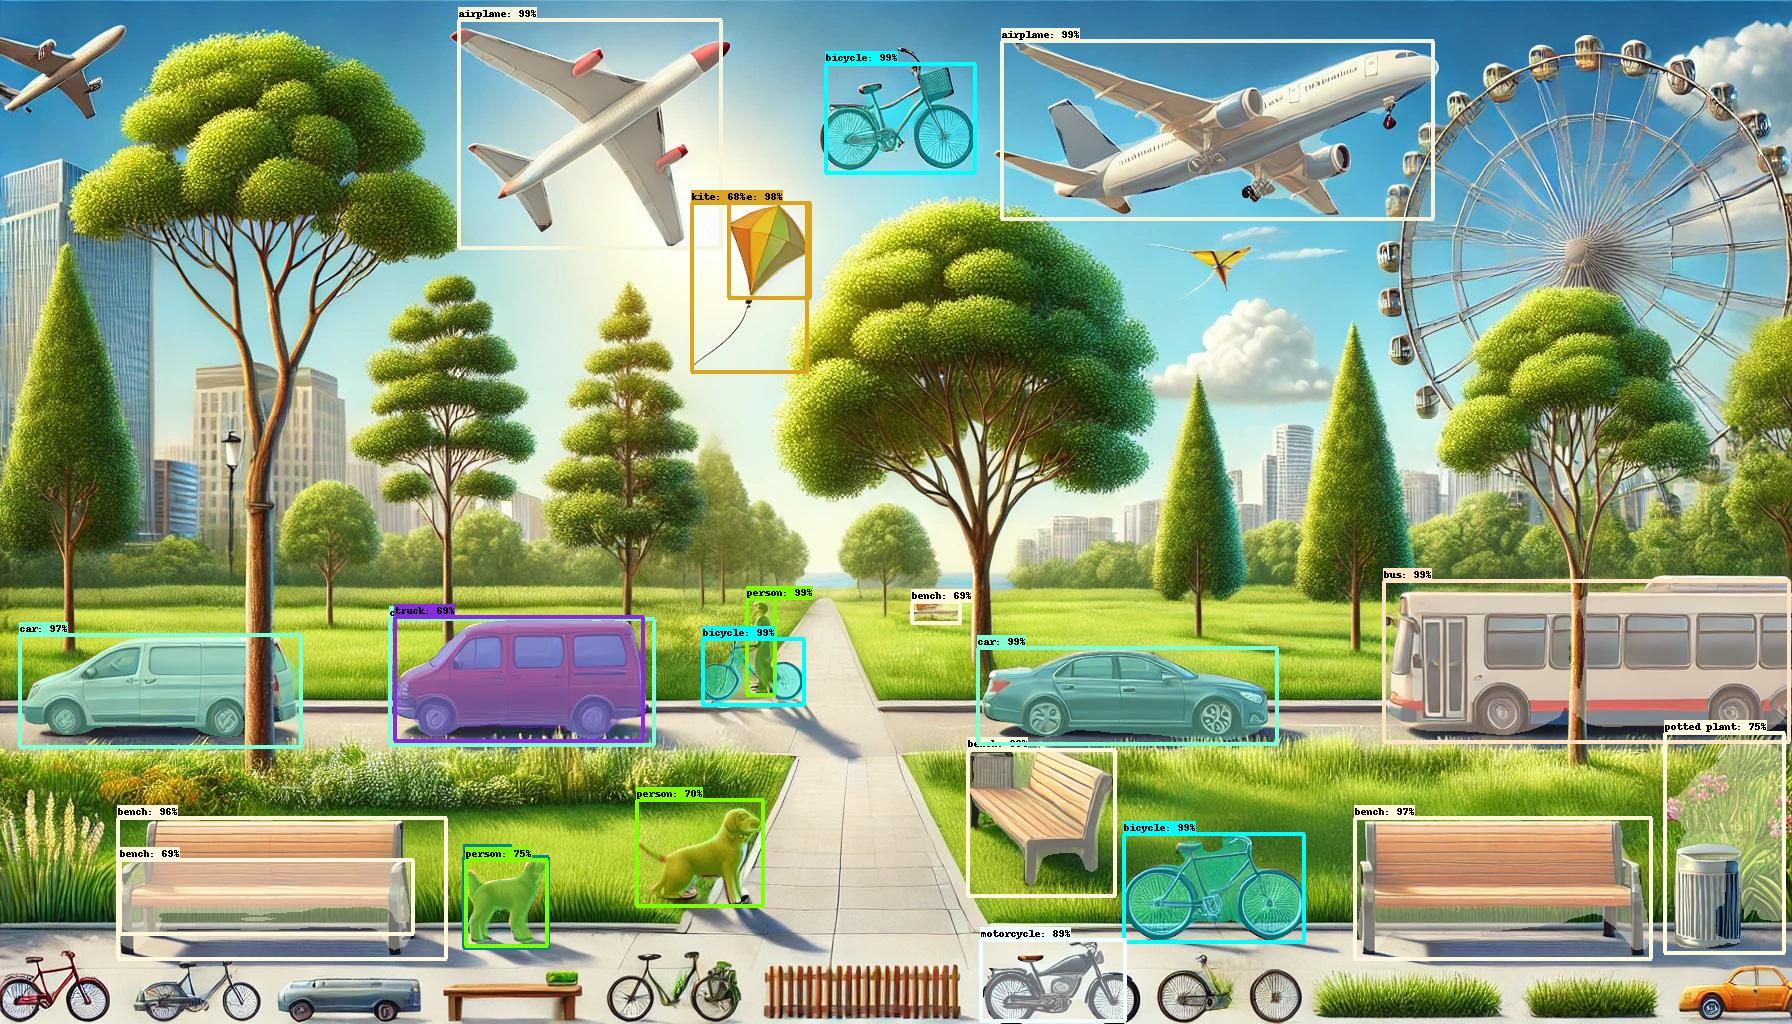 airplane: 99%
airplane: 99%
bicycle: 99%
kite: 68%e: 98%
person: 99%
bench: 69%
bus: 99%
truck: 69%
car: 97%
bicycle: 99%
car: 99%
potted plant: 75%
person: 70%
bench: 96%
bench: 97%
bicycle: 99%
bench: 69%
person: 75%
motorcycle: 89%